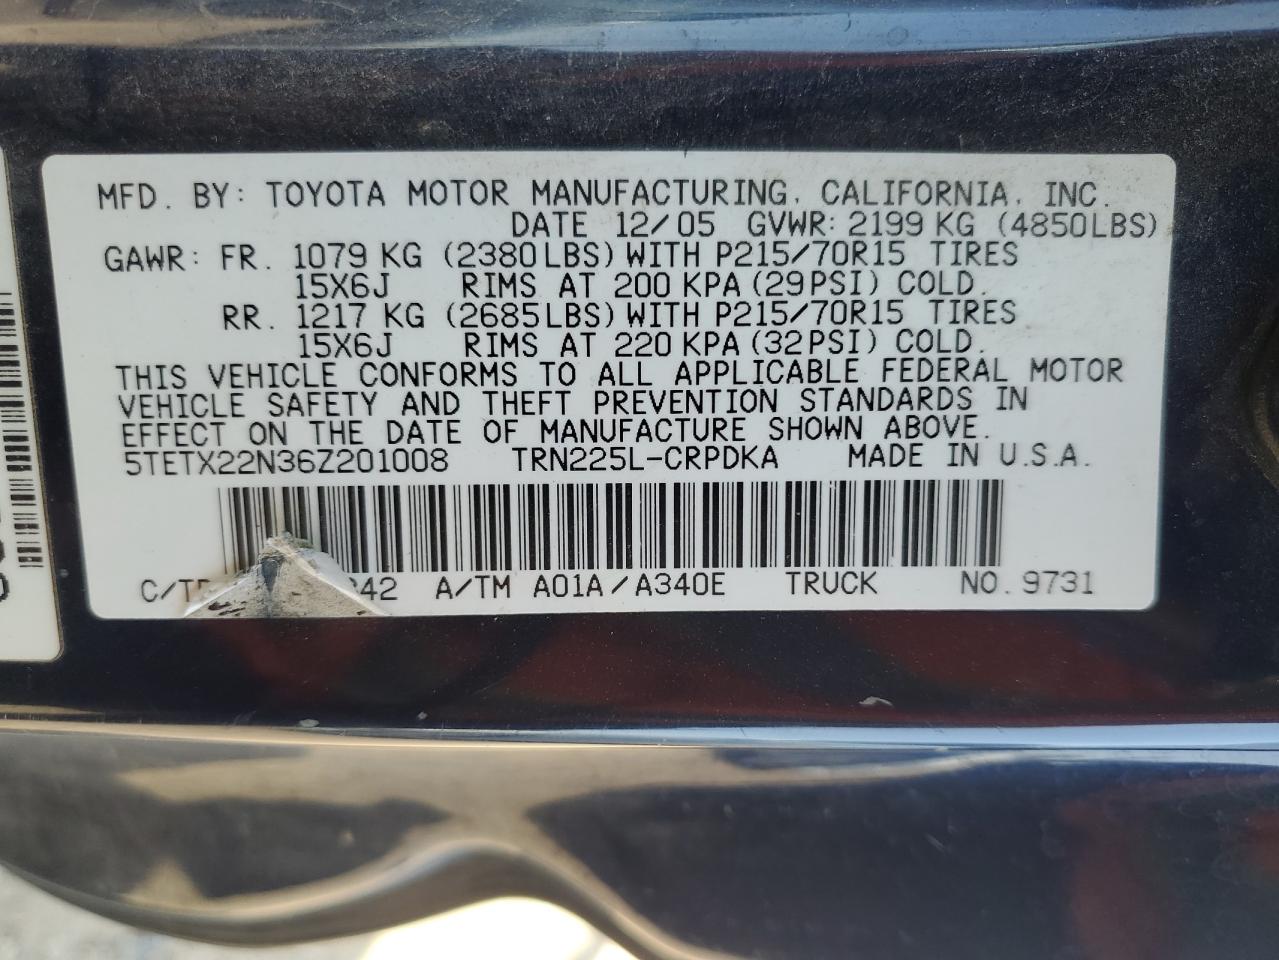 MFD. BY: TOYOTA MOTOR MANUFACTURING, CALIFORNIA, INC.
DATE 12/05 GVWR: 2199 KG (4850LBS)
GAWR: FR. 1079 KG (2380LBS) WITH P215/70R15 TIRES
15X6J RIMS AT 200 KPA (29PSI) COLD.
RR. 1217 KG (2685LBS) WITH P215/70R15 TIRES
15X6J RIMS AT 220 KPA (32PSI) COLD.
THIS VEHICLE CONFORMS TO ALL APPLICABLE FEDERAL MOTOR
VEHICLE SAFETY AND THEFT PREVENTION STANDARDS IN
EFFECT ON THE DATE OF MANUFACTURE SHOWN ABOVE.
5TETX22N36Z201008 TRN225L-CRPDKA MADE IN U.S.A.
A/TM A01A/A340E TRUCK NO. 9731